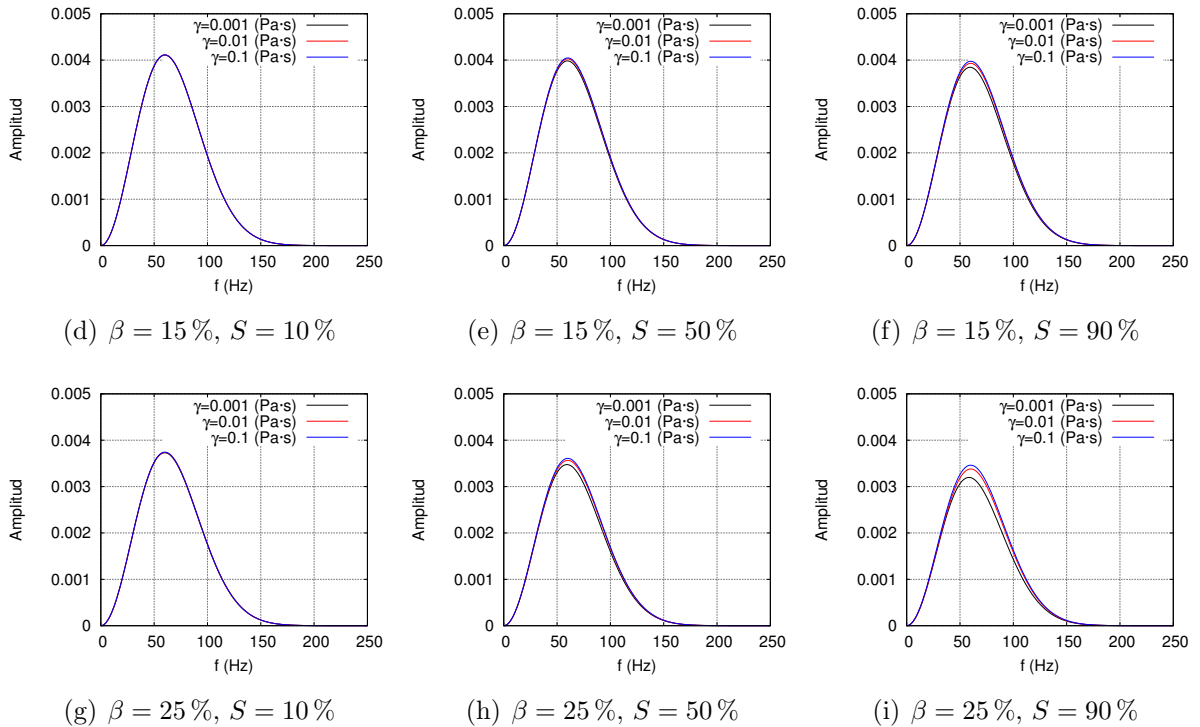 γ=0.001 (Pa·s)
γ=0.01 (Pa·s)
γ=0.1 (Pa·s)
0.005
0.004
0.003
0.002
0.001
0
Amplitud
0 50 100 150 200 250
f (Hz)
(d) β = 15 %, S = 10 %
γ=0.001 (Pa·s)
γ=0.01 (Pa·s)
γ=0.1 (Pa·s)
0.005
0.004
0.003
0.002
0.001
0
Amplitud
0 50 100 150 200 250
f (Hz)
(e) β = 15 %, S = 50 %
γ=0.001 (Pa·s)
γ=0.01 (Pa·s)
γ=0.1 (Pa·s)
0.005
0.004
0.003
0.002
0.001
0
Amplitud
0 50 100 150 200 250
f (Hz)
(f) β = 15 %, S = 90 %
γ=0.001 (Pa·s)
γ=0.01 (Pa·s)
γ=0.1 (Pa·s)
0.005
0.004
0.003
0.002
0.001
0
Amplitud
0 50 100 150 200 250
f (Hz)
(g) β = 25 %, S = 10 %
γ=0.001 (Pa·s)
γ=0.01 (Pa·s)
γ=0.1 (Pa·s)
0.005
0.004
0.003
0.002
0.001
0
Amplitud
0 50 100 150 200 250
f (Hz)
(h) β = 25 %, S = 50 %
γ=0.001 (Pa·s)
γ=0.01 (Pa·s)
γ=0.1 (Pa·s)
0.005
0.004
0.003
0.002
0.001
0
Amplitud
0 50 100 150 200 250
f (Hz)
(i) β = 25 %, S = 90 %